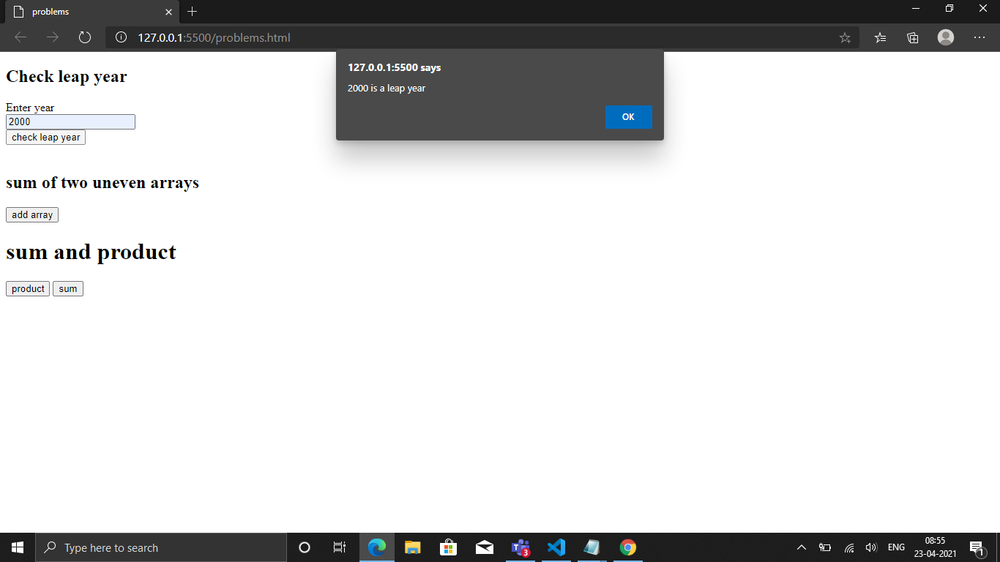 problems
127.0.0.1:5500/problems.html
127.0.0.1:5500 says
2000 is a leap year
OK
Check leap year
Enter year
2000
check leap year
sum of two uneven arrays
add array
sum and product
product sum
Type here to search
3
ENG
08:55
23-04-2021
1